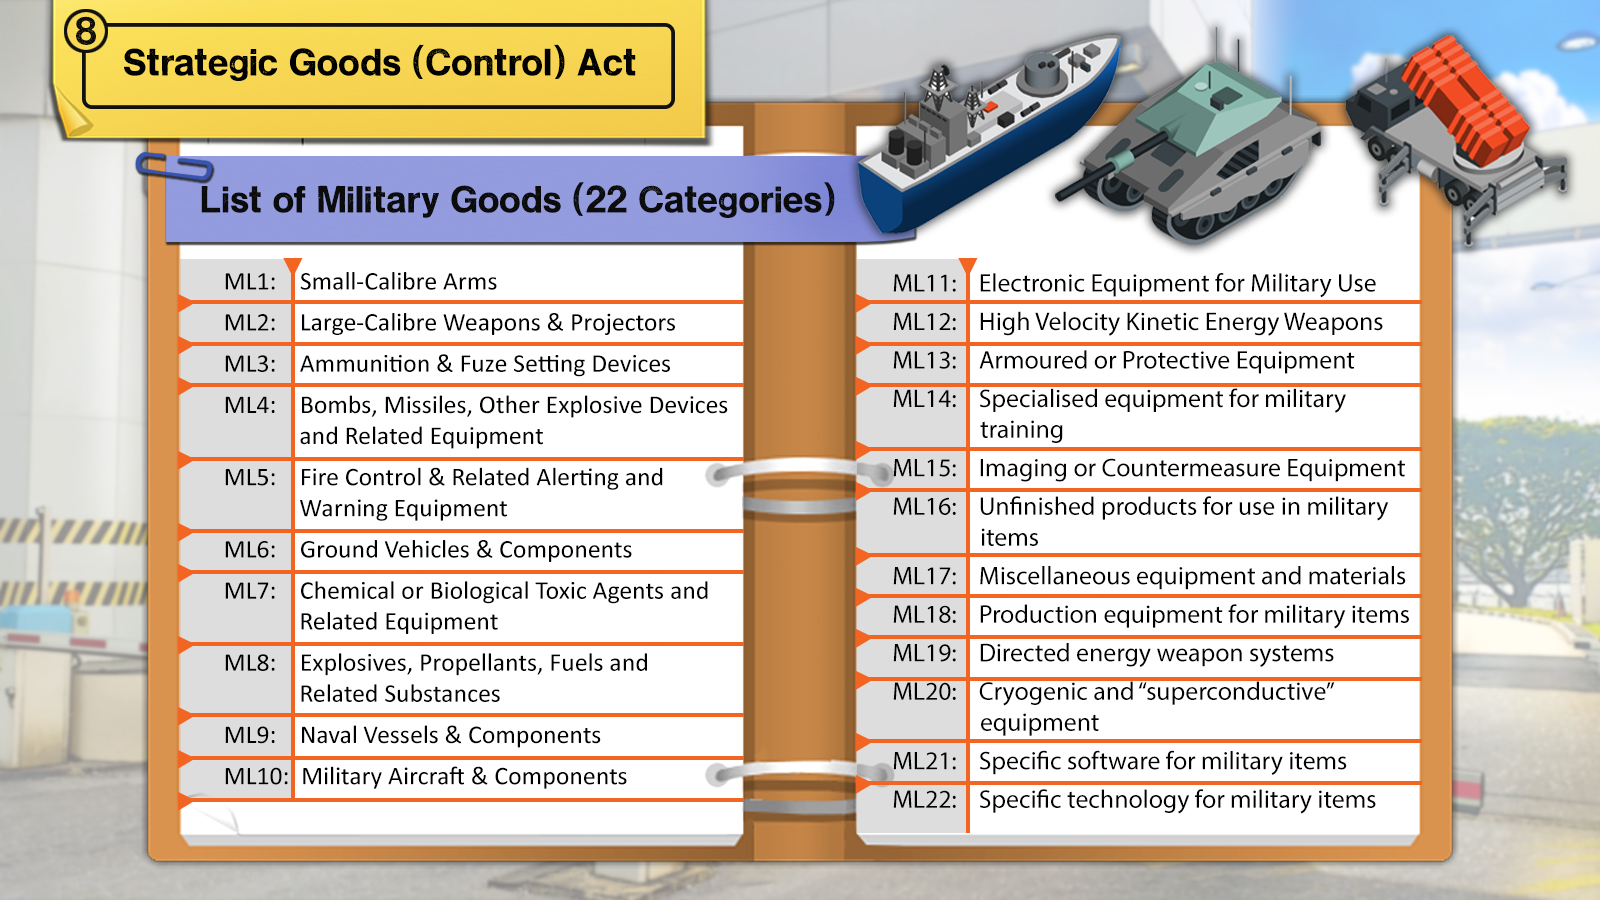 8
Strategic Goods (Control) Act
List of Military Goods (22 Categories)
ML1: Small-Calibre Arms
ML2: Large-Calibre Weapons & Projectors
ML3: Ammunition & Fuze Setting Devices
ML4: Bombs, Missiles, Other Explosive Devices
and Related Equipment
ML5: Fire Control & Related Alerting and
Warning Equipment
ML6: Ground Vehicles & Components
ML7: Chemical or Biological Toxic Agents and
Related Equipment
ML8: Explosives, Propellants, Fuels and
Related Substances
ML9: Naval Vessels & Components
ML10: Military Aircraft & Components
ML11: Electronic Equipment for Military Use
ML12: High Velocity Kinetic Energy Weapons
ML13: Armoured or Protective Equipment
ML14: Specialised equipment for military
training
ML15: Imaging or Countermeasure Equipment
ML16: Unfinished products for use in military
items
ML17: Miscellaneous equipment and materials
ML18: Production equipment for military items
ML19: Directed energy weapon systems
ML20: Cryogenic and “superconductive”
equipment
ML21: Specific software for military items
ML22: Specific technology for military items